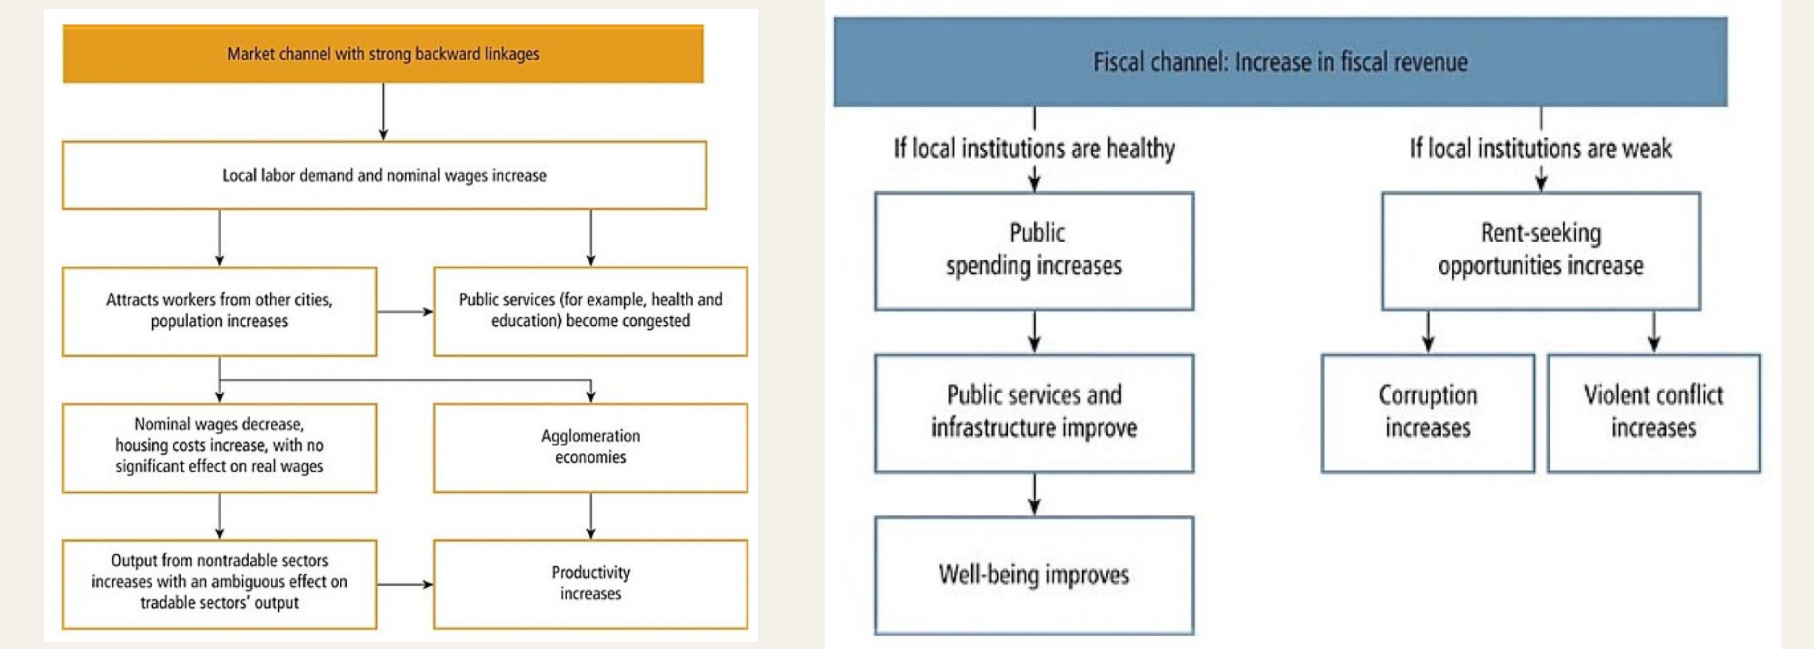 Market channel with strong backward linkages
Local labor demand and nominal wages increase
Attracts workers from other cities,
population increases
Public services (for example, health and
education) become congested
Nominal wages decrease,
housing costs increase, with no
significant effect on real wages
Agglomeration
economies
Output from nontradable sectors
increases with an ambiguous effect on
tradable sectors' output
Productivity
increases
Fiscal channel: Increase in fiscal revenue
If local institutions are healthy
If local institutions are weak
Public
spending increases
Rent-seeking
opportunities increase
Public services and
infrastructure improve
Corruption
increases
Violent conflict
increases
Well-being improves